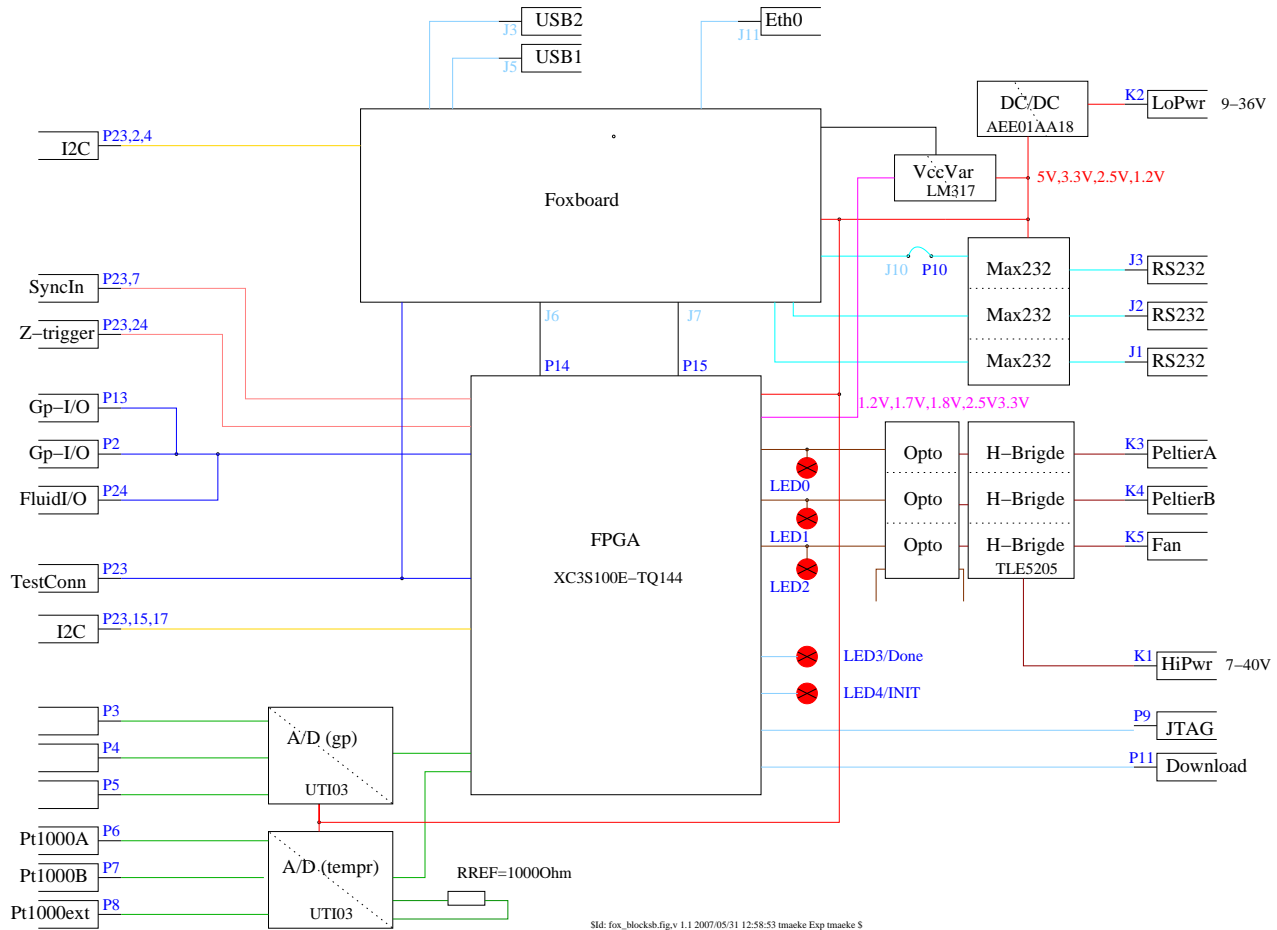 J3 USB2
J11 Eth0
J5 USB1
DC/DC
AEE01AA18
K2 LoPwr 9-36V
I2C P23,2,4
VccVar
LM317
5V,3.3V,2.5V,1.2V
Foxboard
J10 P10
Max232
J3 RS232
SyncIn P23,7
Max232
J2 RS232
J6
J7
Z-trigger P23,24
Max232
J1 RS232
P14
P15
Gp-I/O P13
1.2V,1.7V,1.8V,2.5V3.3V
Gp-I/O P2
Opto
H-Brigde
K3 PeltierA
LED0
FluidI/O P24
Opto
H-Brigde
K4 PeltierB
LED1
FPGA
Opto
H-Brigde
K5 Fan
TLE5205
XC3S100E-TQ144
TestConn P23
LED2
I2C P23,15,17
LED3/Done
K1 HiPwr 7-40V
LED4/INIT
P3
P9 JTAG
A/D (gp)
P4
P11 Download
UTI03
P5
Pt1000A P6
A/D (tempr)
Pt1000B P7
RREF=1000Ohm
Pt1000ext P8
UTI03
$Id: fox_blocksb.fig,v 1.1 2007/05/31 12:58:53 tmaeke Exp tmaeke $